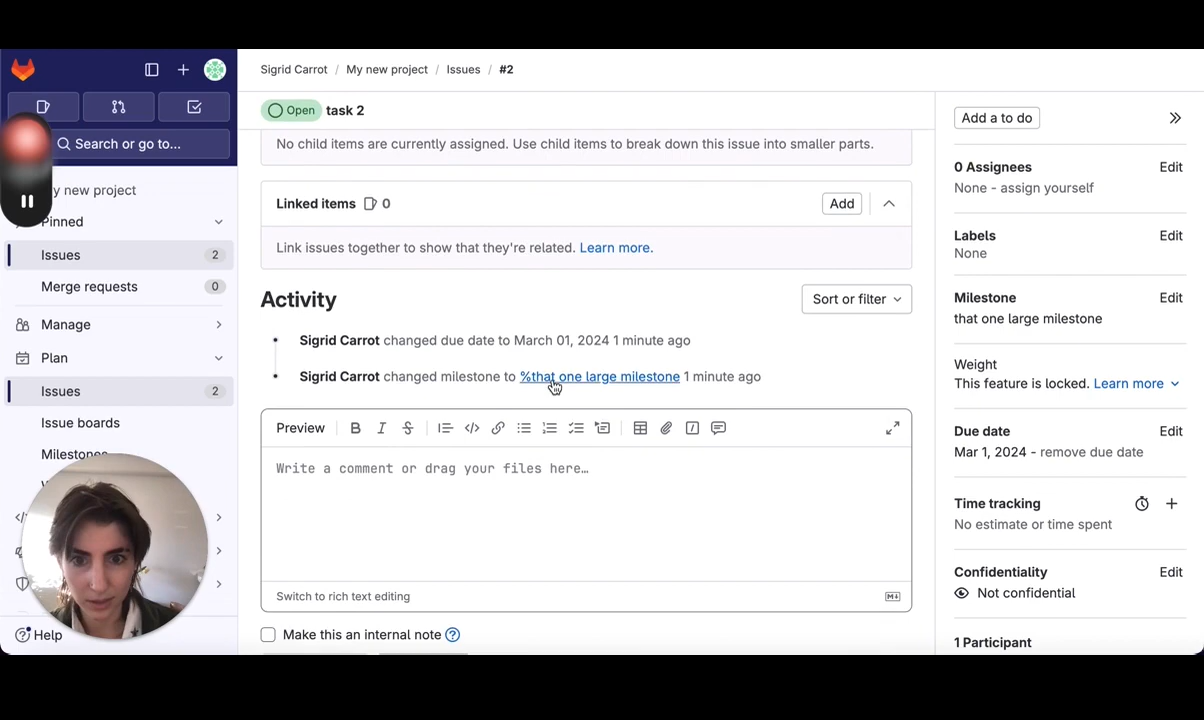 Sigrid Carrot / My new project / Issues / #2
Search or go to...
y new project
Pinned
Issues 2
Merge requests 0
Manage
Plan
Issues 2
Issue boards
Milestones
Help
Open task 2
No child items are currently assigned. Use child items to break down this issue into smaller parts.
Linked items 0 Add
Link issues together to show that they're related. Learn more.
Activity Sort or filter
Sigrid Carrot changed due date to March 01, 2024 1 minute ago
Sigrid Carrot changed milestone to %that one large milestone 1 minute ago
Preview
Write a comment or drag your files here…
Switch to rich text editing
Make this an internal note
Add a to do
0 Assignees Edit
None - assign yourself
Labels Edit
None
Milestone Edit
that one large milestone
Weight
This feature is locked. Learn more
Due date Edit
Mar 1, 2024 - remove due date
Time tracking
No estimate or time spent
Confidentiality Edit
Not confidential
1 Participant